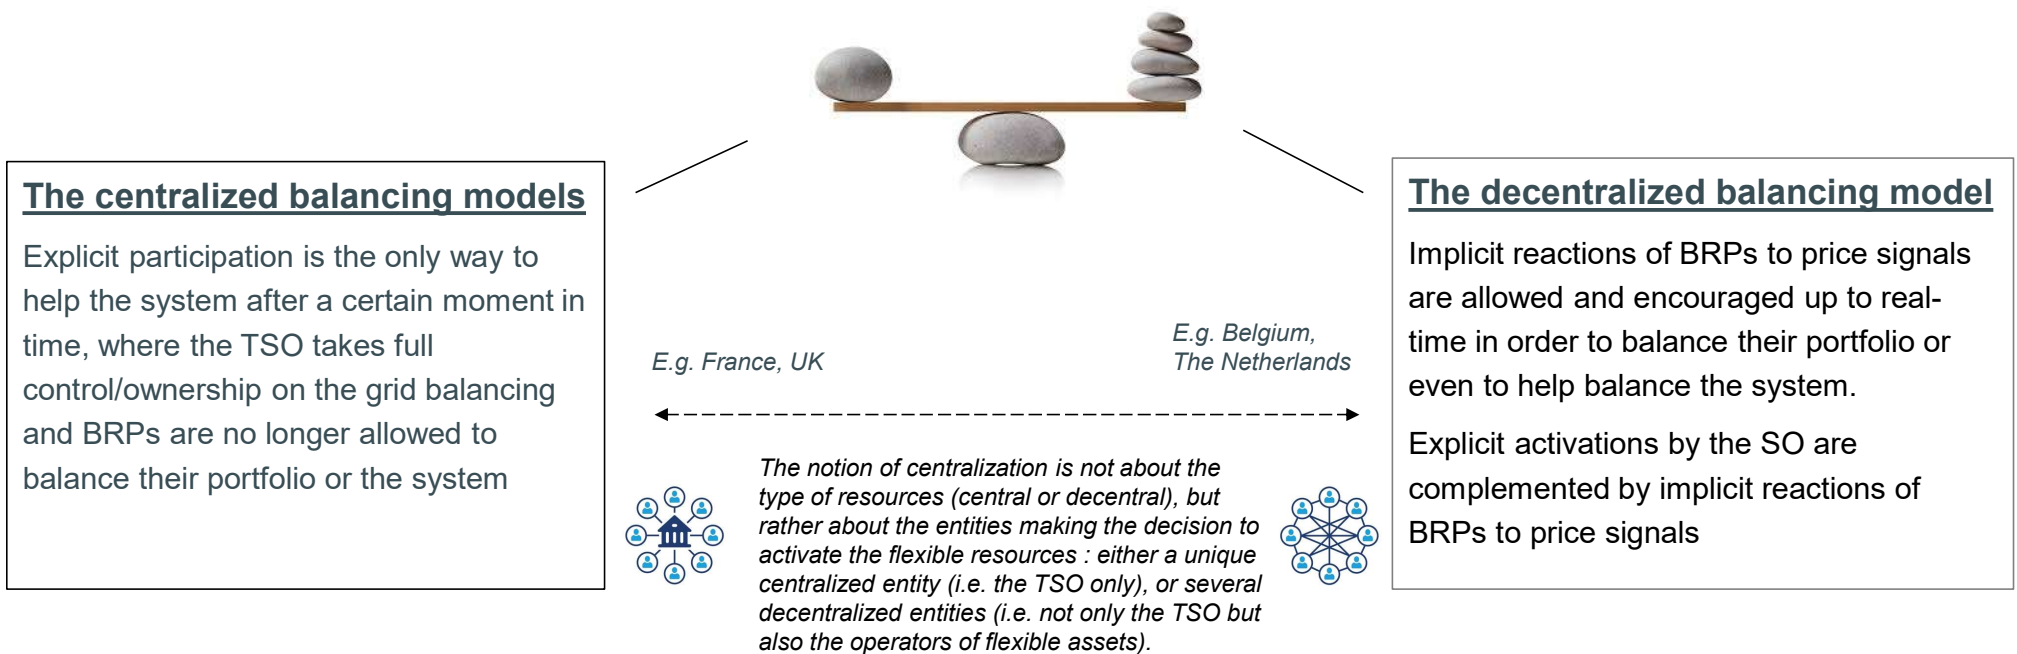 The centralized balancing models
Explicit participation is the only way to
help the system after a certain moment in
time, where the TSO takes full
control/ownership on the grid balancing
and BRPs are no longer allowed to
balance their portfolio or the system
E.g. France, UK
E.g. Belgium,
The Netherlands
The notion of centralization is not about the
type of resources (central or decentral), but
rather about the entities making the decision to
activate the flexible resources : either a unique
centralized entity (i.e. the TSO only), or several
decentralized entities (i.e. not only the TSO but
also the operators of flexible assets).
The decentralized balancing model
Implicit reactions of BRPs to price signals
are allowed and encouraged up to real-
time in order to balance their portfolio or
even to help balance the system.
Explicit activations by the SO are
complemented by implicit reactions of
BRPs to price signals